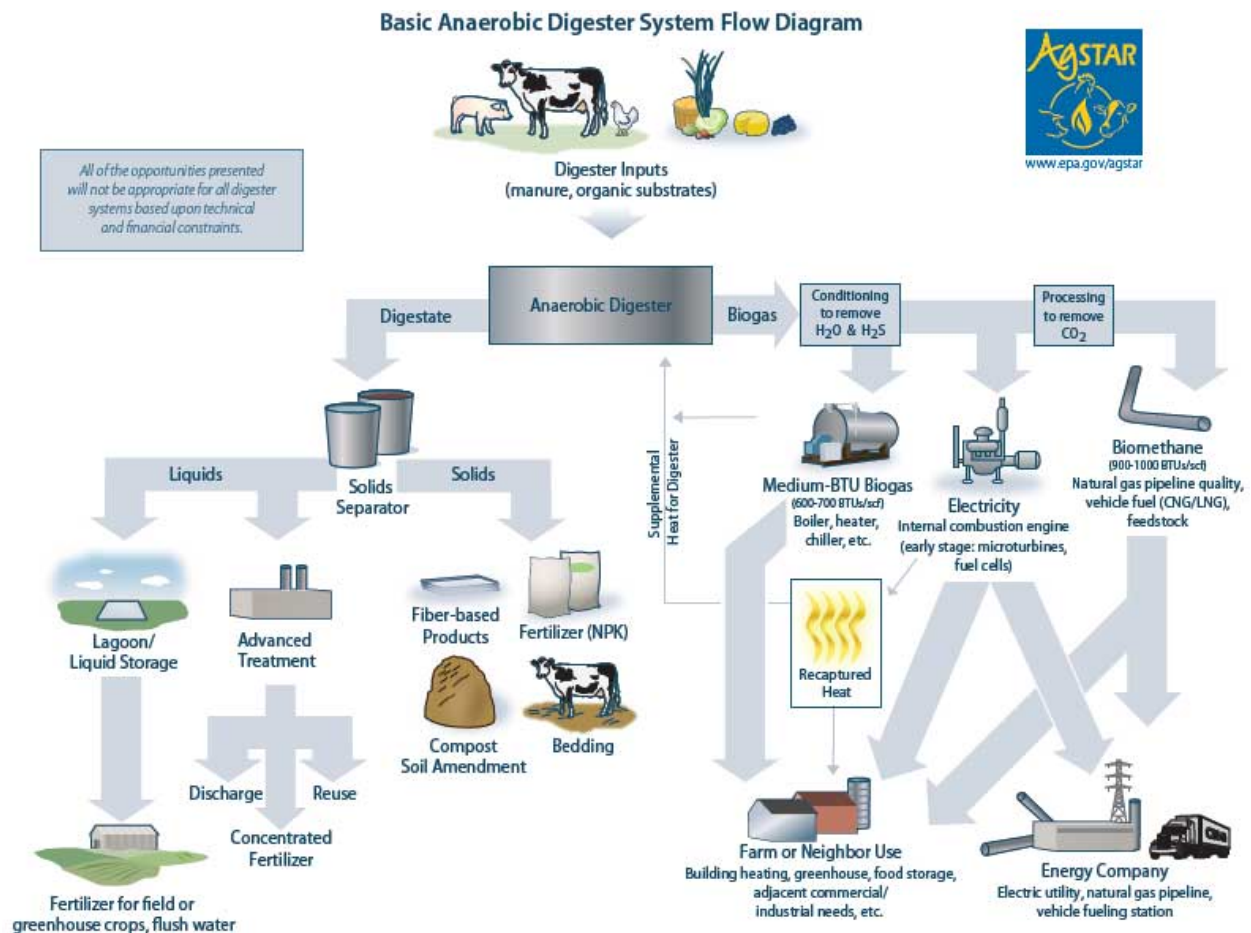 Basic Anaerobic Digester System Flow Diagram
AgSTAR
www.epa.gov/agstar
All of the opportunities presented
will not be appropriate for all digester
systems based upon technical
and financial constraints.
Digester Inputs
(manure, organic substrates)
Anaerobic Digester
Digestate
Biogas
Conditioning
to remove
H₂O & H₂S
Processing
to remove
CO₂
Liquids
Solids
Solids
Separator
Supplemental
Heat for Digester
Medium-BTU Biogas
(600-700 BTUs/scf)
Boiler, heater,
chiller, etc.
Electricity
Internal combustion engine
(early stage: microturbines,
fuel cells)
Biomethane
(900-1000 BTUs/scf)
Natural gas pipeline quality,
vehicle fuel (CNG/LNG),
feedstock
Lagoon/
Liquid Storage
Advanced
Treatment
Fiber-based
Products
Fertilizer (NPK)
Compost
Soil Amendment
Bedding
Recaptured
Heat
Discharge
Reuse
Concentrated
Fertilizer
Fertilizer for field or
greenhouse crops, flush water
Farm or Neighbor Use
Building heating, greenhouse, food storage,
adjacent commercial/
industrial needs, etc.
Energy Company
Electric utility, natural gas pipeline,
vehicle fueling station